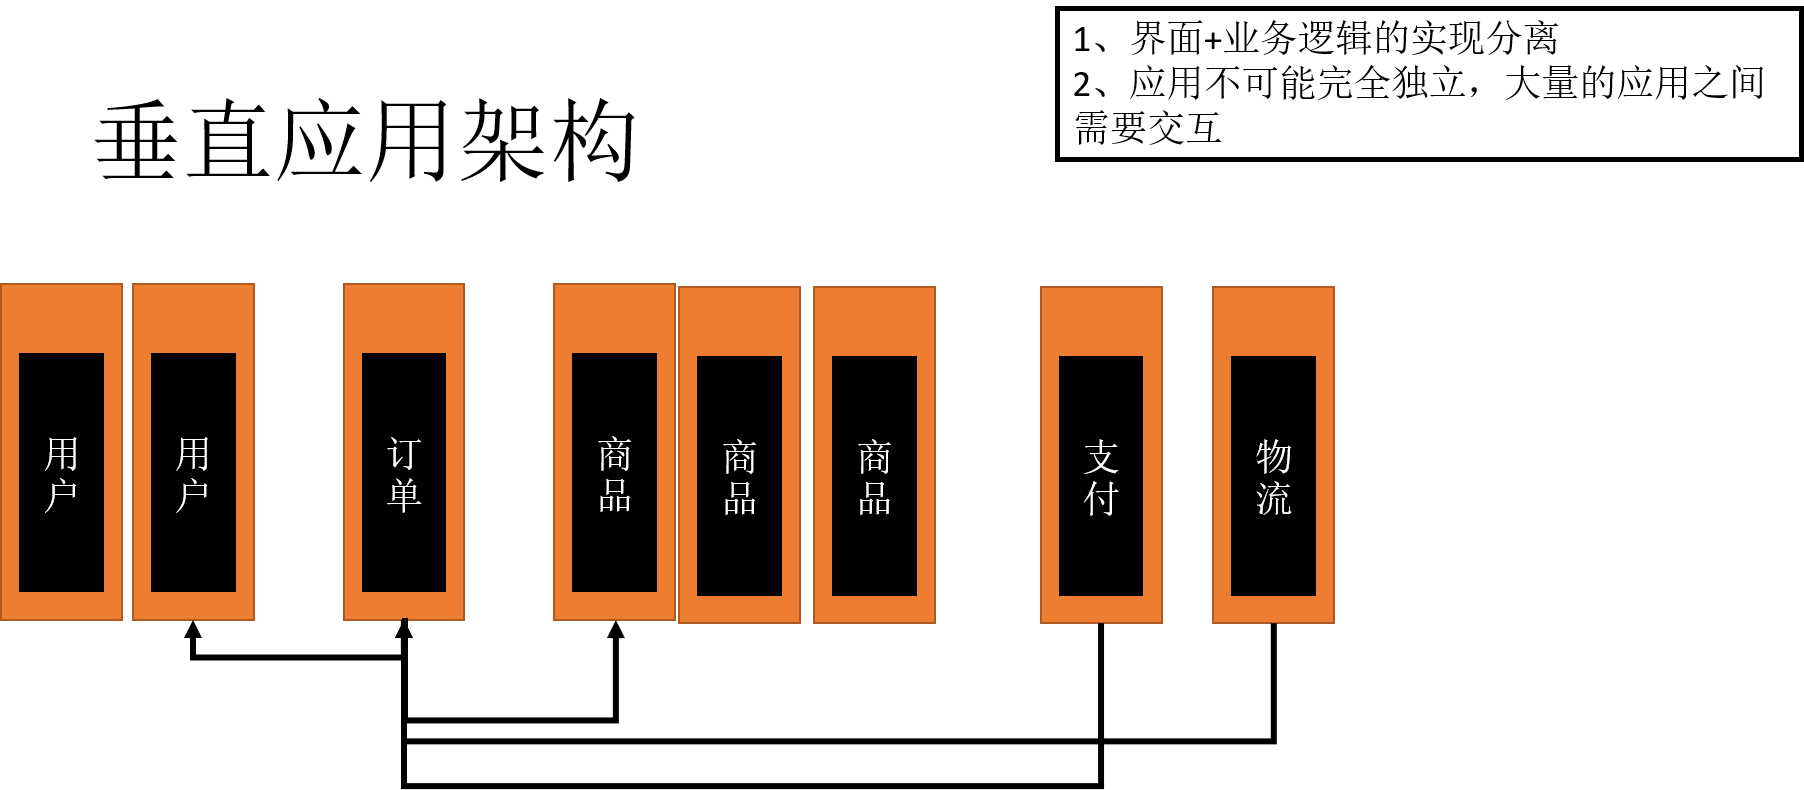 1、界面+业务逻辑的实现分离
2、应用不可能完全独立，大量的应用之间
需要交互
垂直应用架构
用户
用户
订单
商品
商品
商品
支付
物流